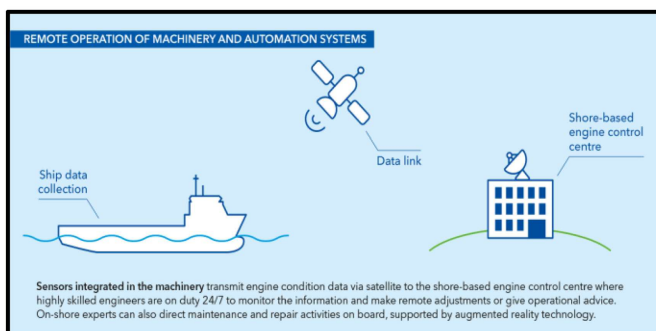 REMOTE OPERATION OF MACHINERY AND AUTOMATION SYSTEMS
Shore-based
engine control
centre
Data link
Ship data
collection
Sensors integrated in the machinery transmit engine condition data via satellite to the shore-based engine control centre where
highly skilled engineers are on duty 24/7 to monitor the information and make remote adjustments or give operational advice.
On-shore experts can also direct maintenance and repair activities on board, supported by augmented reality technology.